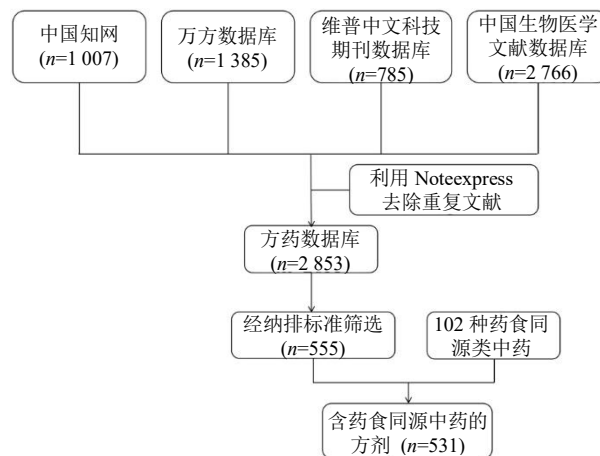 中国知网
(n=1 007)
万方数据库
(n=1 385)
维普中文科技
期刊数据库
(n=785)
中国生物医学
文献数据库
(n=2 766)
利用 Noteexpress
去除重复文献
方药数据库
(n=2 853)
经纳排标准筛选
(n=555)
102 种药食同
源类中药
含药食同源中药的
方剂 (n=531)